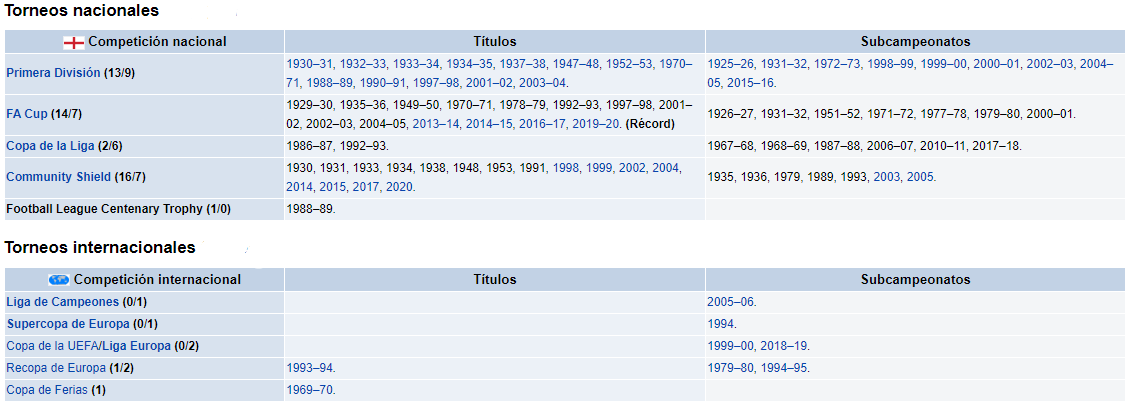 Torneos nacionales
Competición nacional Títulos Subcampeonatos
Primera División (13/9)
1930–31, 1932–33, 1933–34, 1934–35, 1937–38, 1947–48, 1952–53, 1970–
71, 1988–89, 1990–91, 1997–98, 2001–02, 2003–04.
1925–26, 1931–32, 1972–73, 1998–99, 1999–00, 2000–01, 2002–03, 2004–
05, 2015–16.
FA Cup (14/7)
1929–30, 1935–36, 1949–50, 1970–71, 1978–79, 1992–93, 1997–98, 2001–
02, 2002–03, 2004–05, 2013–14, 2014–15, 2016–17, 2019–20. (Récord)
1926–27, 1931–32, 1951–52, 1971–72, 1977–78, 1979–80, 2000–01.
Copa de la Liga (2/6) 1986–87, 1992–93. 1967–68, 1968–69, 1987–88, 2006–07, 2010–11, 2017–18.
Community Shield (16/7)
1930, 1931, 1933, 1934, 1938, 1948, 1953, 1991, 1998, 1999, 2002, 2004,
2014, 2015, 2017, 2020.
1935, 1936, 1979, 1989, 1993, 2003, 2005.
Football League Centenary Trophy (1/0) 1988–89.
Torneos internacionales
Competición internacional Títulos Subcampeonatos
Liga de Campeones (0/1) 2005–06.
Supercopa de Europa (0/1) 1994.
Copa de la UEFA/Liga Europa (0/2) 1999–00, 2018–19.
Recopa de Europa (1/2) 1993–94. 1979–80, 1994–95.
Copa de Ferias (1) 1969–70.